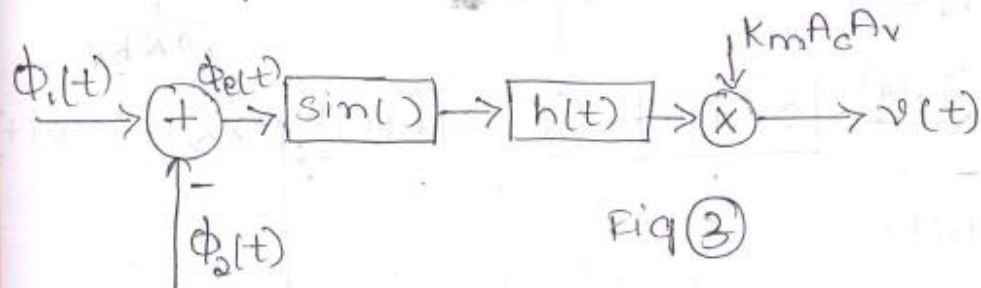 KmAcAv
ϕ₁(t) + ϕe(t) sin( ) h(t) × v(t)
−
ϕ₂(t)
Fig ③